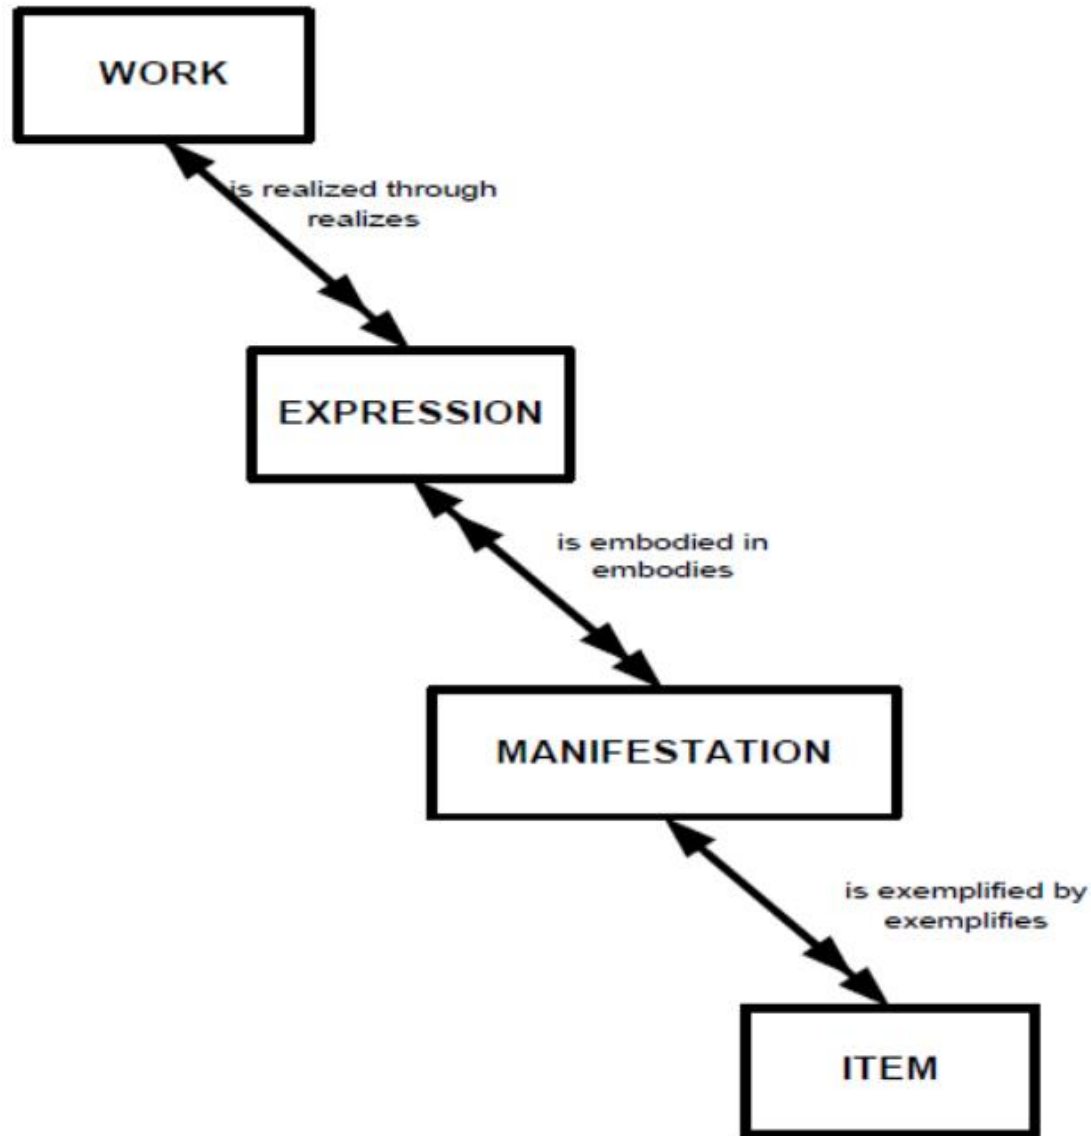 WORK
is realized through
realizes
EXPRESSION
is embodied in
embodies
MANIFESTATION
is exemplified by
exemplifies
ITEM